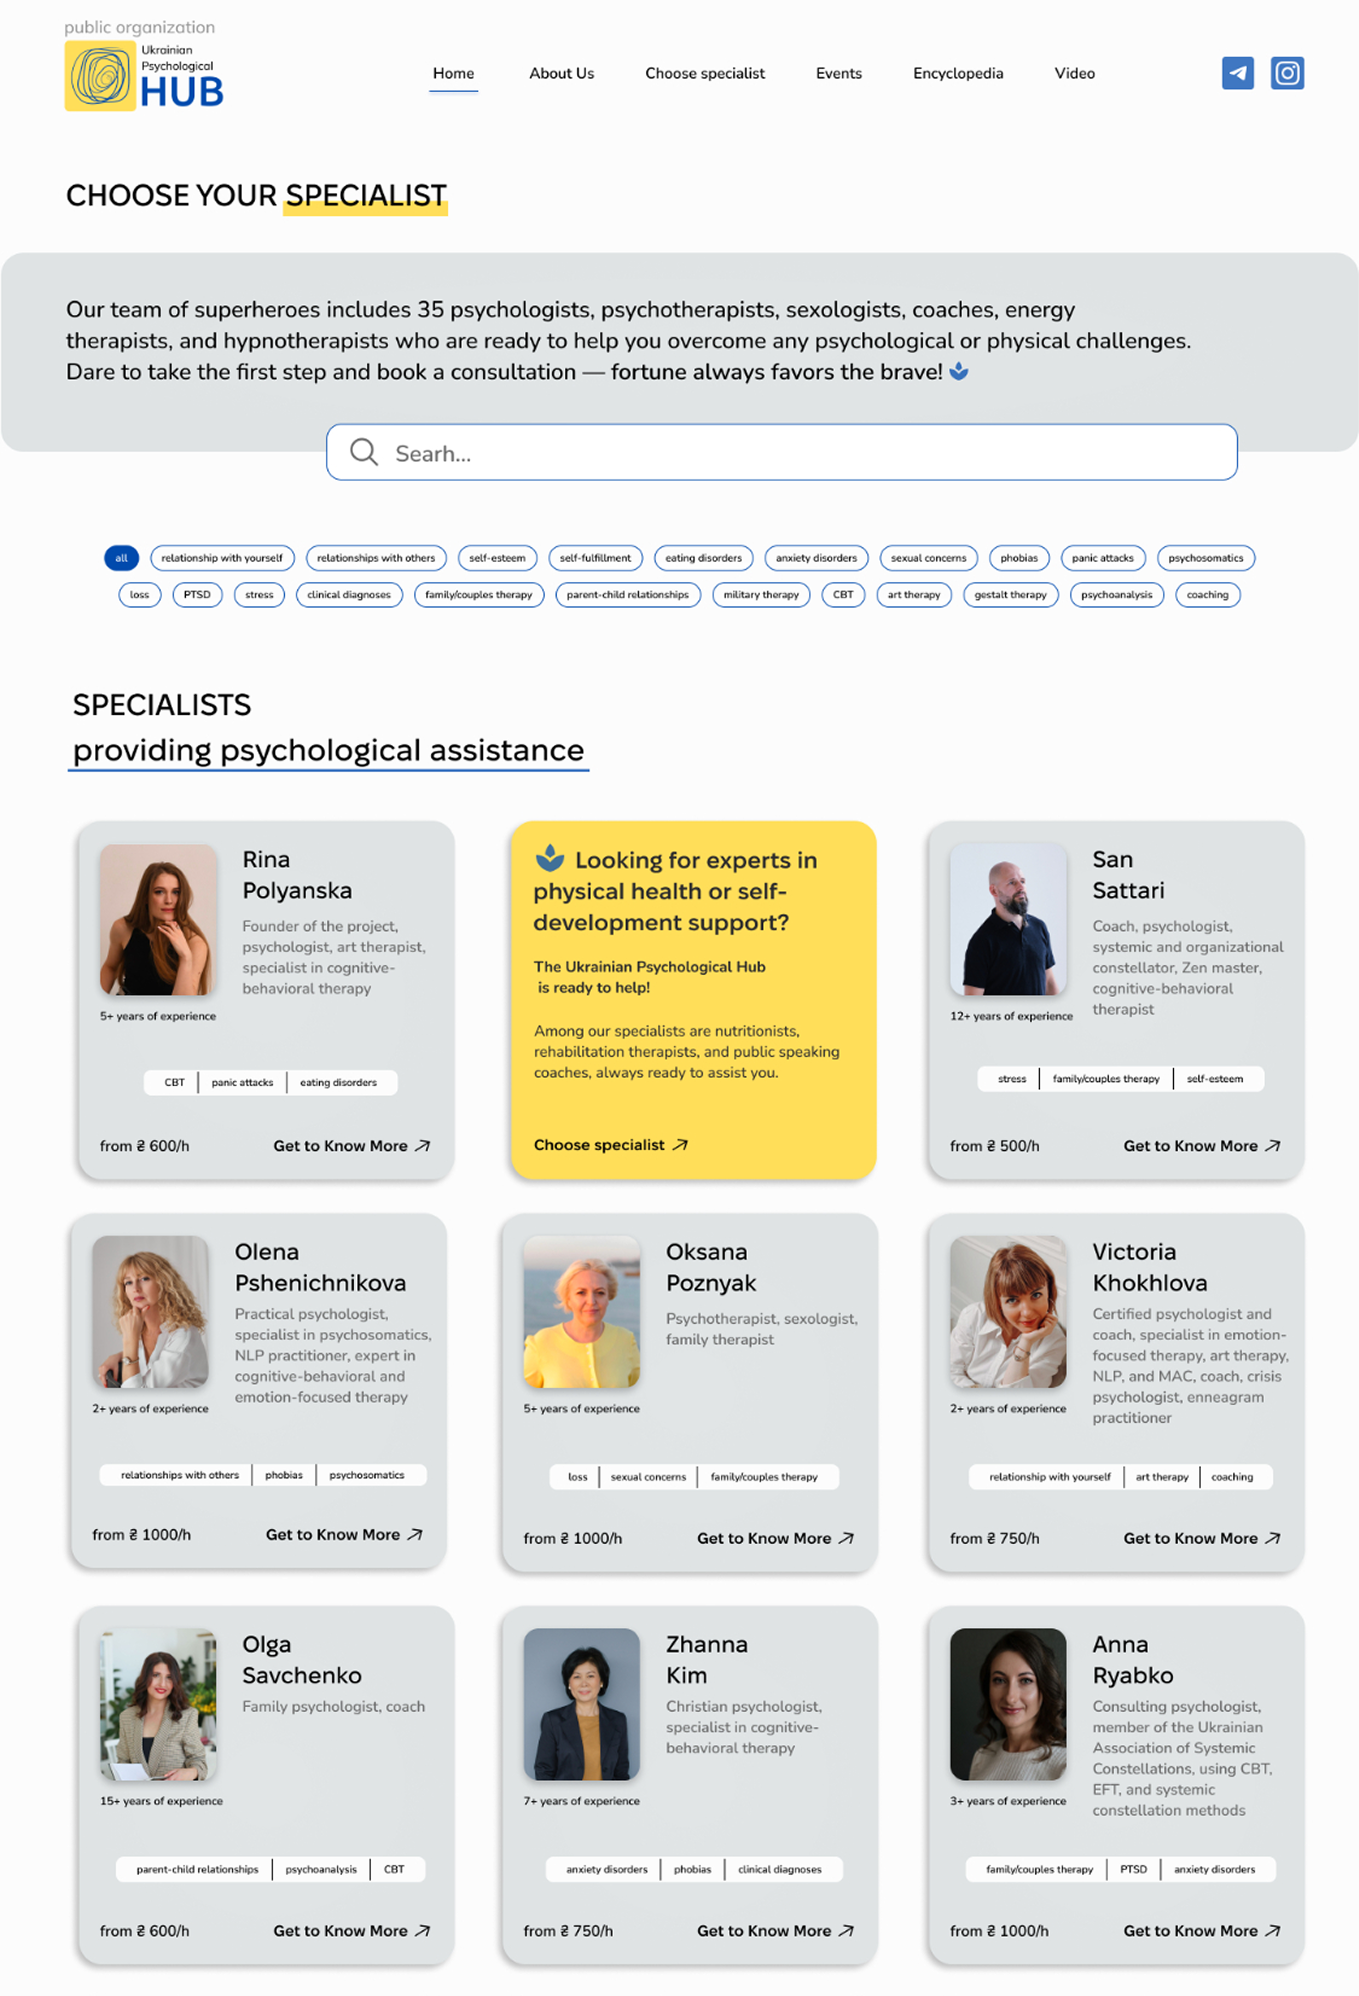 public organization
Ukrainian
Psychological
HUB
Home About Us Choose specialist Events Encyclopedia Video
CHOOSE YOUR SPECIALIST
Our team of superheroes includes 35 psychologists, psychotherapists, sexologists, coaches, energy
therapists, and hypnotherapists who are ready to help you overcome any psychological or physical challenges.
Dare to take the first step and book a consultation — fortune always favors the brave!
Searh...
all relationship with yourself relationships with others self-esteem self-fulfillment eating disorders anxiety disorders sexual concerns phobias panic attacks psychosomatics
loss PTSD stress clinical diagnoses family/couples therapy parent-child relationships military therapy CBT art therapy gestalt therapy psychoanalysis coaching
SPECIALISTS
providing psychological assistance
Rina
Polyanska
Founder of the project,
psychologist, art therapist,
specialist in cognitive-
behavioral therapy
5+ years of experience
CBT panic attacks eating disorders
from ₴ 600/h Get to Know More
Looking for experts in
physical health or self-
development support?
The Ukrainian Psychological Hub
is ready to help!
Among our specialists are nutritionists,
rehabilitation therapists, and public speaking
coaches, always ready to assist you.
Choose specialist
San
Sattari
Coach, psychologist,
systemic and organizational
constellator, Zen master,
cognitive-behavioral
therapist
12+ years of experience
stress family/couples therapy self-esteem
from ₴ 500/h Get to Know More
Olena
Pshenichnikova
Practical psychologist,
specialist in psychosomatics,
NLP practitioner, expert in
cognitive-behavioral and
emotion-focused therapy
2+ years of experience
relationships with others phobias psychosomatics
from ₴ 1000/h Get to Know More
Oksana
Poznyak
Psychotherapist, sexologist,
family therapist
5+ years of experience
loss sexual concerns family/couples therapy
from ₴ 1000/h Get to Know More
Victoria
Khokhlova
Certified psychologist and
coach, specialist in emotion-
focused therapy, art therapy,
NLP, and MAC, coach, crisis
psychologist, enneagram
practitioner
2+ years of experience
relationship with yourself art therapy coaching
from ₴ 750/h Get to Know More
Olga
Savchenko
Family psychologist, coach
15+ years of experience
parent-child relationships psychoanalysis CBT
from ₴ 600/h Get to Know More
Zhanna
Kim
Christian psychologist,
specialist in cognitive-
behavioral therapy
7+ years of experience
anxiety disorders phobias clinical diagnoses
from ₴ 750/h Get to Know More
Anna
Ryabko
Consulting psychologist,
member of the Ukrainian
Association of Systemic
Constellations, using CBT,
EFT, and systemic
constellation methods
3+ years of experience
family/couples therapy PTSD anxiety disorders
from ₴ 1000/h Get to Know More